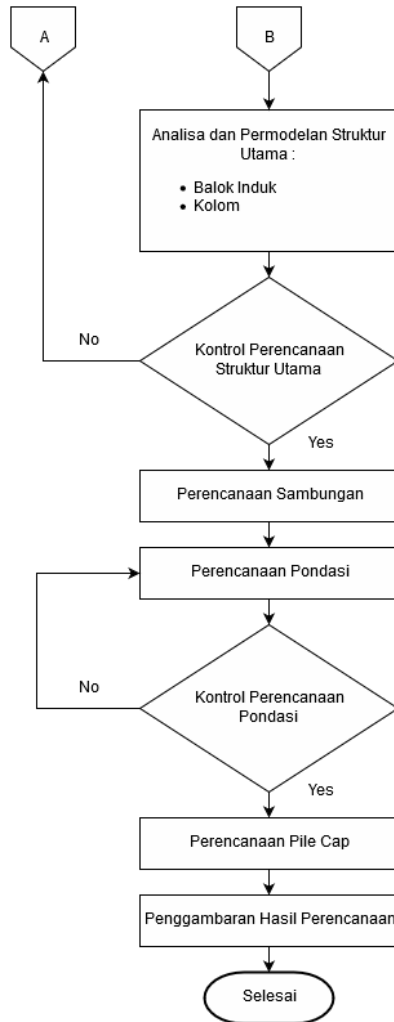 A
B
Analisa dan Permodelan Struktur
Utama :
• Balok Induk
• Kolom
No
Kontrol Perencanaan
Struktur Utama
Yes
Perencanaan Sambungan
Perencanaan Pondasi
No
Kontrol Perencanaan
Pondasi
Yes
Perencanaan Pile Cap
Penggambaran Hasil Perencanaan
Selesai